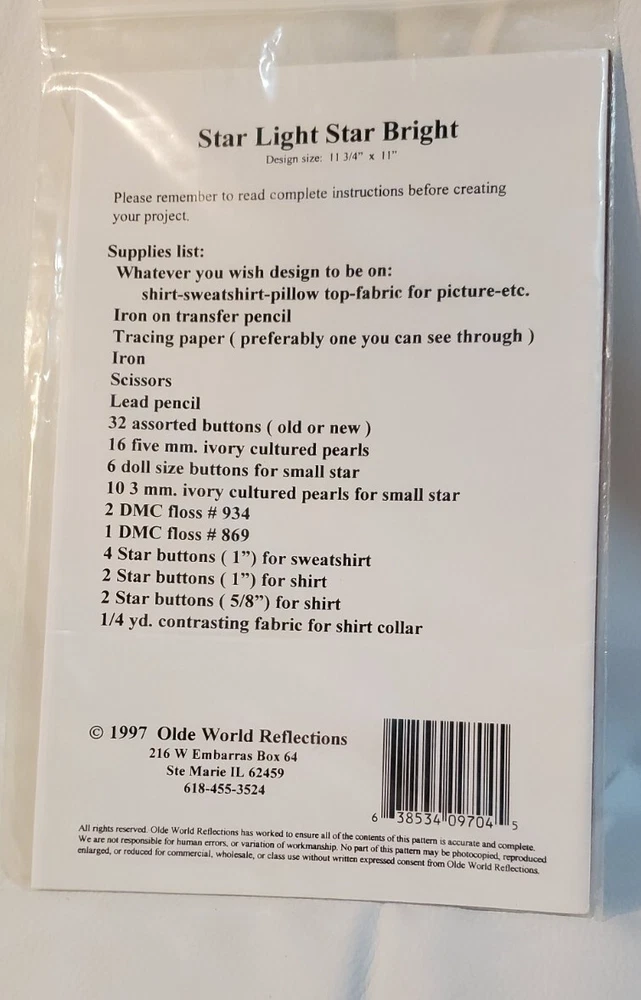 Star Light Star Bright
Design size: 11 3/4" x 11"
Please remember to read complete instructions before creating
your project.
Supplies list:
Whatever you wish design to be on:
shirt-sweatshirt-pillow top-fabric for picture-etc.
Iron on transfer pencil
Tracing paper ( preferably one you can see through )
Iron
Scissors
Lead pencil
32 assorted buttons ( old or new )
16 five mm. ivory cultured pearls
6 doll size buttons for small star
10 3 mm. ivory cultured pearls for small star
2 DMC floss # 934
1 DMC floss # 869
4 Star buttons ( 1") for sweatshirt
2 Star buttons ( 1") for shirt
2 Star buttons ( 5/8") for shirt
1/4 yd. contrasting fabric for shirt collar
© 1997 Olde World Reflections
216 W Embarras Box 64
Ste Marie IL 62459
618-455-3524
6 38534 09704 5
All rights reserved. Olde World Reflections has worked to ensure all of the contents of this pattern is accurate and complete.
We are not responsible for human errors, or variation of workmanship. No part of this pattern may be photocopied, reproduced
enlarged, or reduced for commercial, wholesale, or class use without written expressed consent from Olde World Reflections.